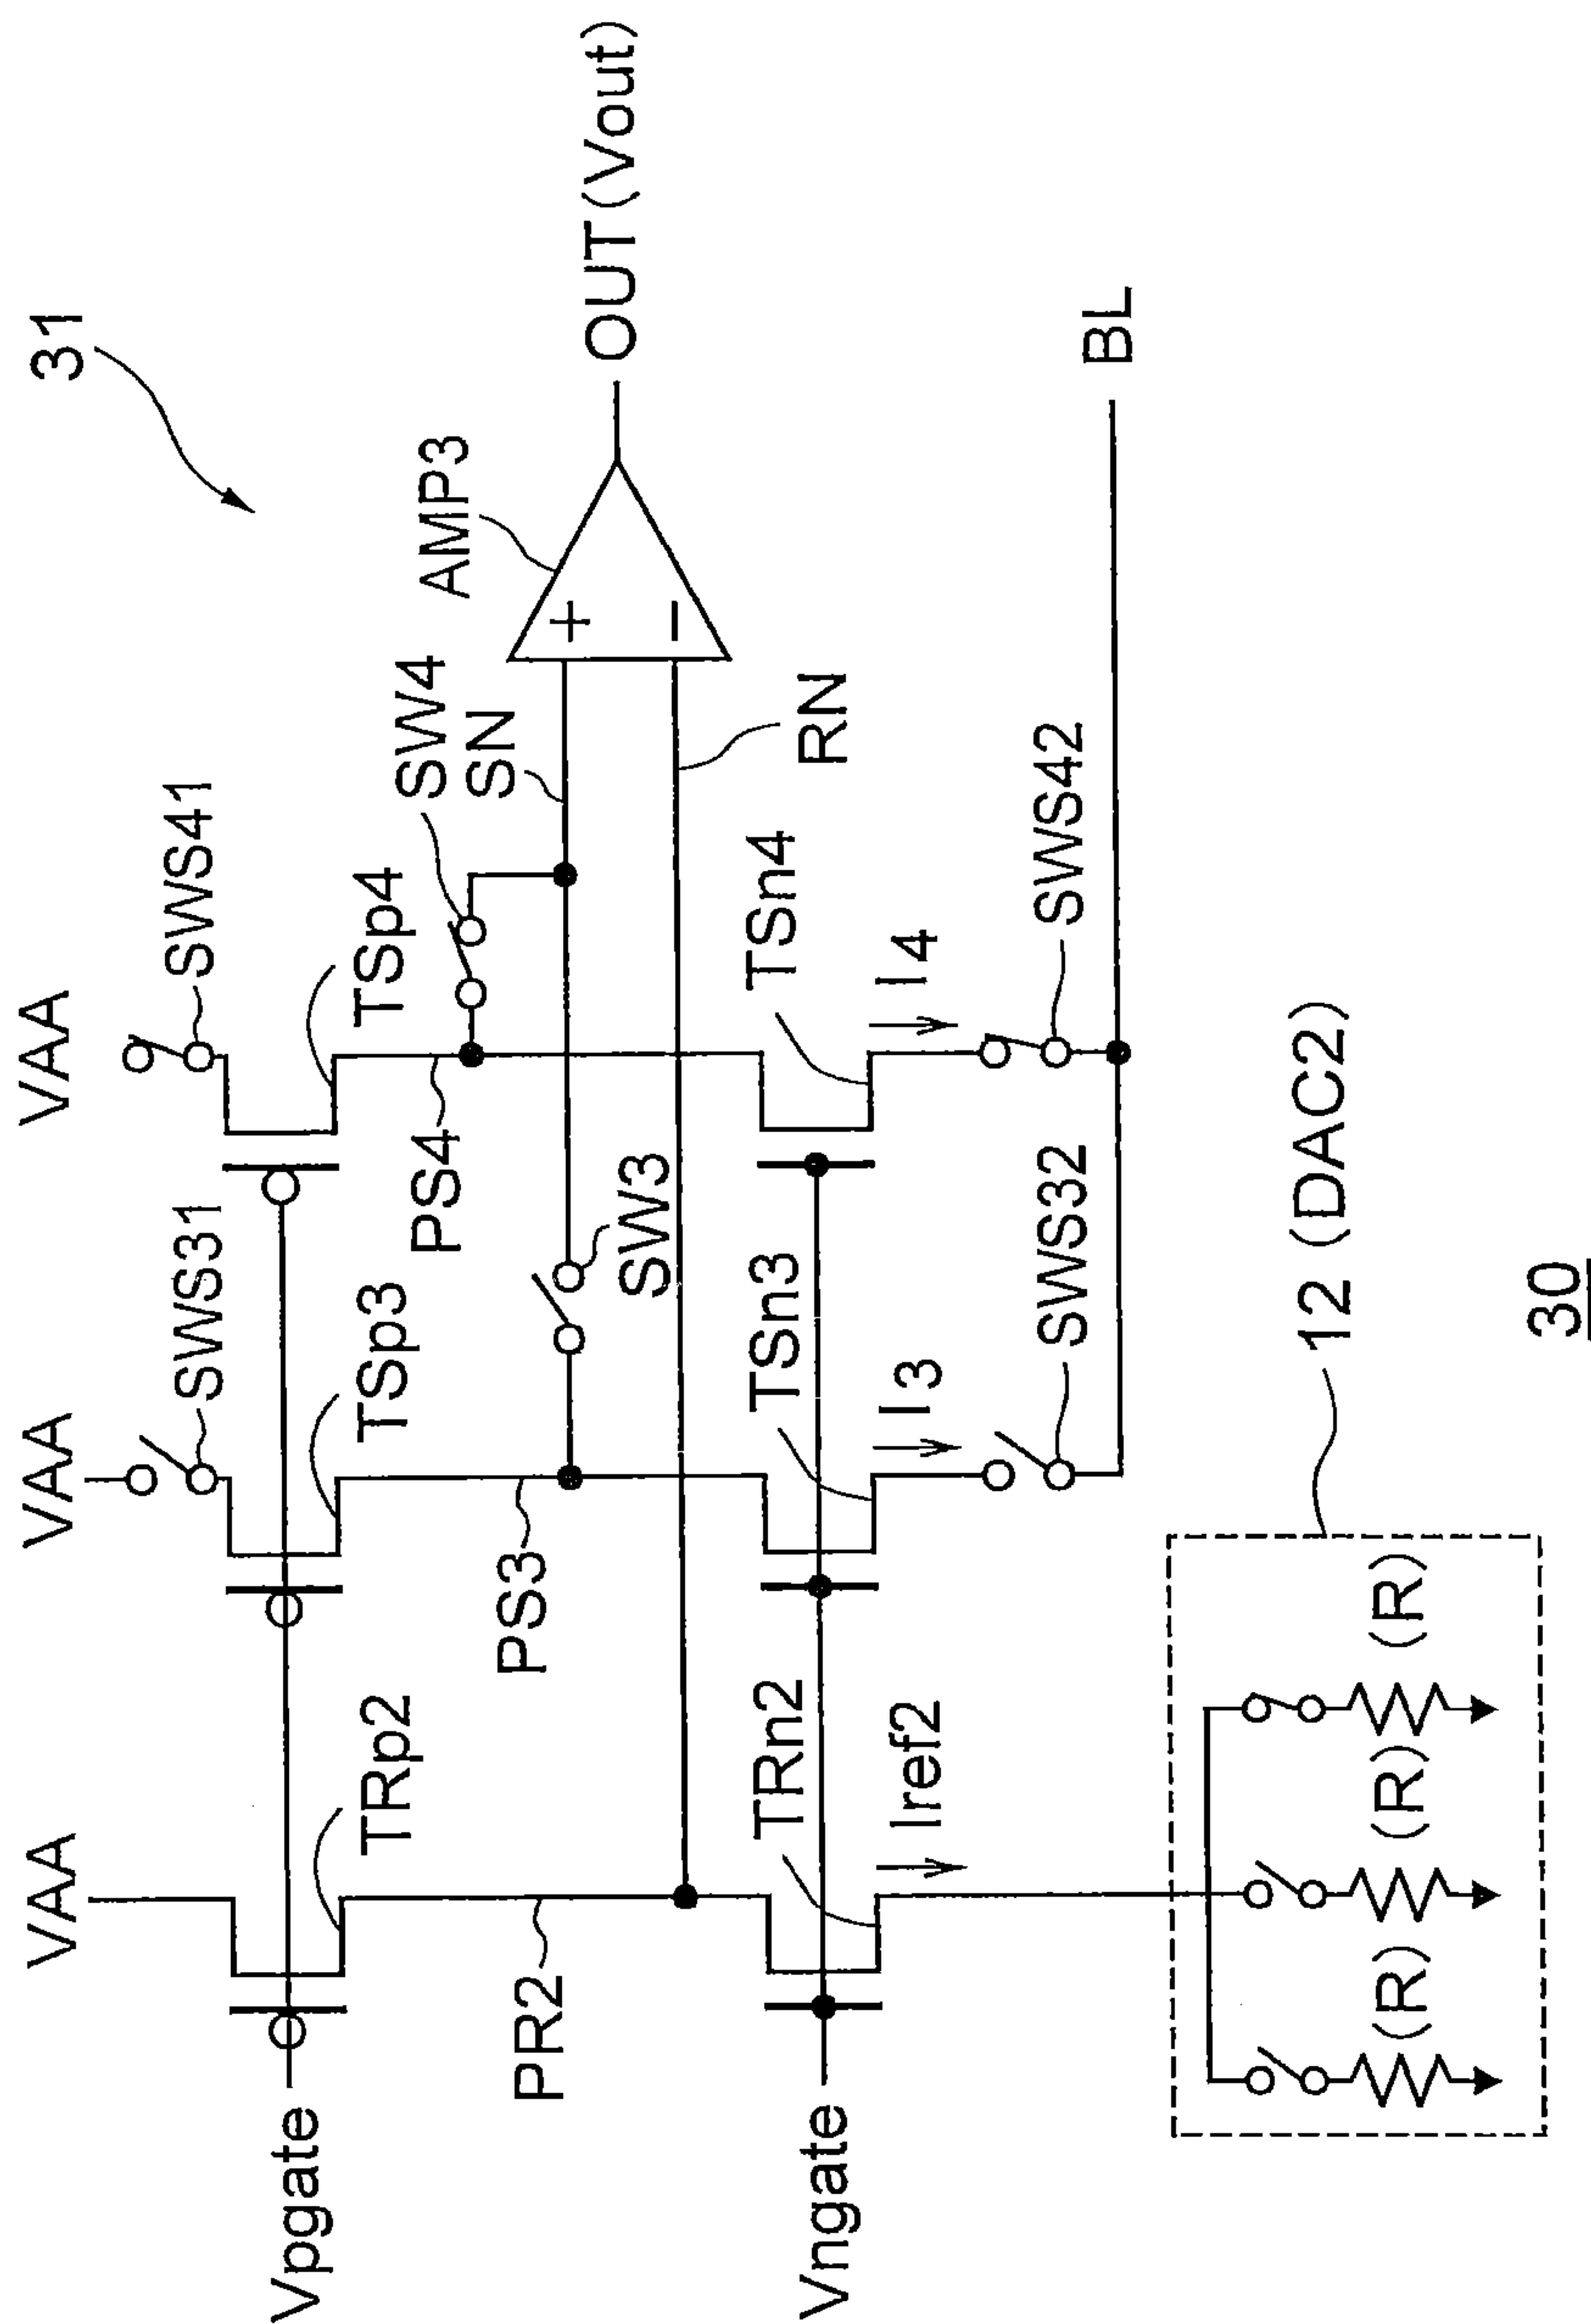 31
VAA
VAA
VAA
SWS31
SWS41
TRp2
TSp3
TSp4
Vpgate
AMP3
SW4
SN
PS4
PS3
PR2
+
−
OUT(Vout)
SW3
RN
TRn2
TSn3
TSn4
Vngate
Iref2
I3
I4
SWS32
SWS42
BL
(R)
(R)
(R)
12 (DAC2)
30